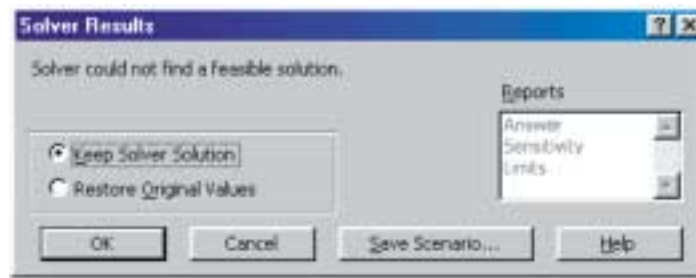 Solver Results
Solver could not find a feasible solution.
Reports
Answer
Sensitivity
Limits
Keep Solver Solution
Restore Original Values
OK
Cancel
Save Scenario...
Help